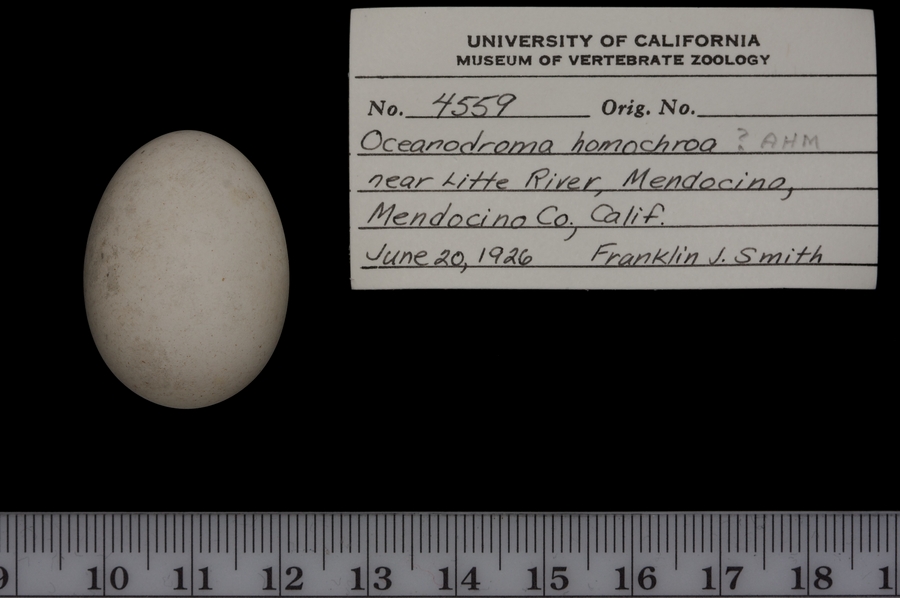 UNIVERSITY OF CALIFORNIA
MUSEUM OF VERTEBRATE ZOOLOGY
No. 4559 Orig. No.
Oceanodroma homochroa ? AHM
near Litte River, Mendocino,
Mendocino Co., Calif.
June 20, 1926 Franklin J. Smith
9 10 11 12 13 14 15 16 17 18 1